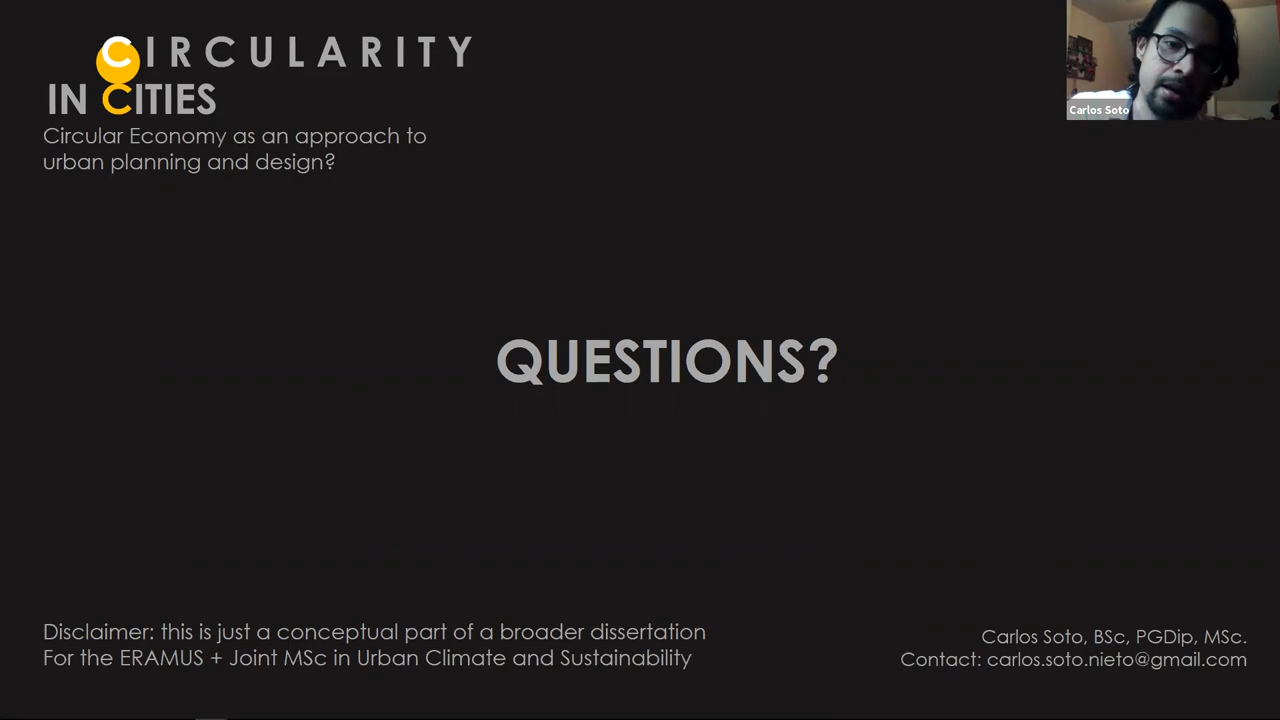 CIRCULARITY
IN CITIES
Circular Economy as an approach to
urban planning and design?
Carlos Soto
QUESTIONS?
Disclaimer: this is just a conceptual part of a broader dissertation
For the ERAMUS + Joint MSc in Urban Climate and Sustainability
Carlos Soto, BSc, PGDip, MSc.
Contact: carlos.soto.nieto@gmail.com